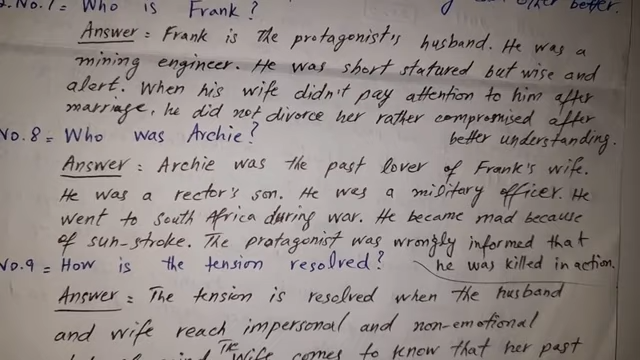 2.No.7 = Who is Frank? other better.
Answer : Frank is the protagonist's husband. He was a
mining engineer. He was short statured but wise and
alert. When his wife didn't pay attention to him after
marriage, he did not divorce her rather compromised after
better understanding.
No.8 = Who was Archie?
Answer : Archie was the past lover of Frank's wife.
He was a rector's son. He was a military officer. He
went to South Africa during war. He became mad because
of sun-stroke. The protagonist was wrongly informed that
he was killed in action.
No.9 = How is the tension resolved?
Answer = The tension is resolved when the husband
and wife reach impersonal and non-emotional
The wife comes to know that her past